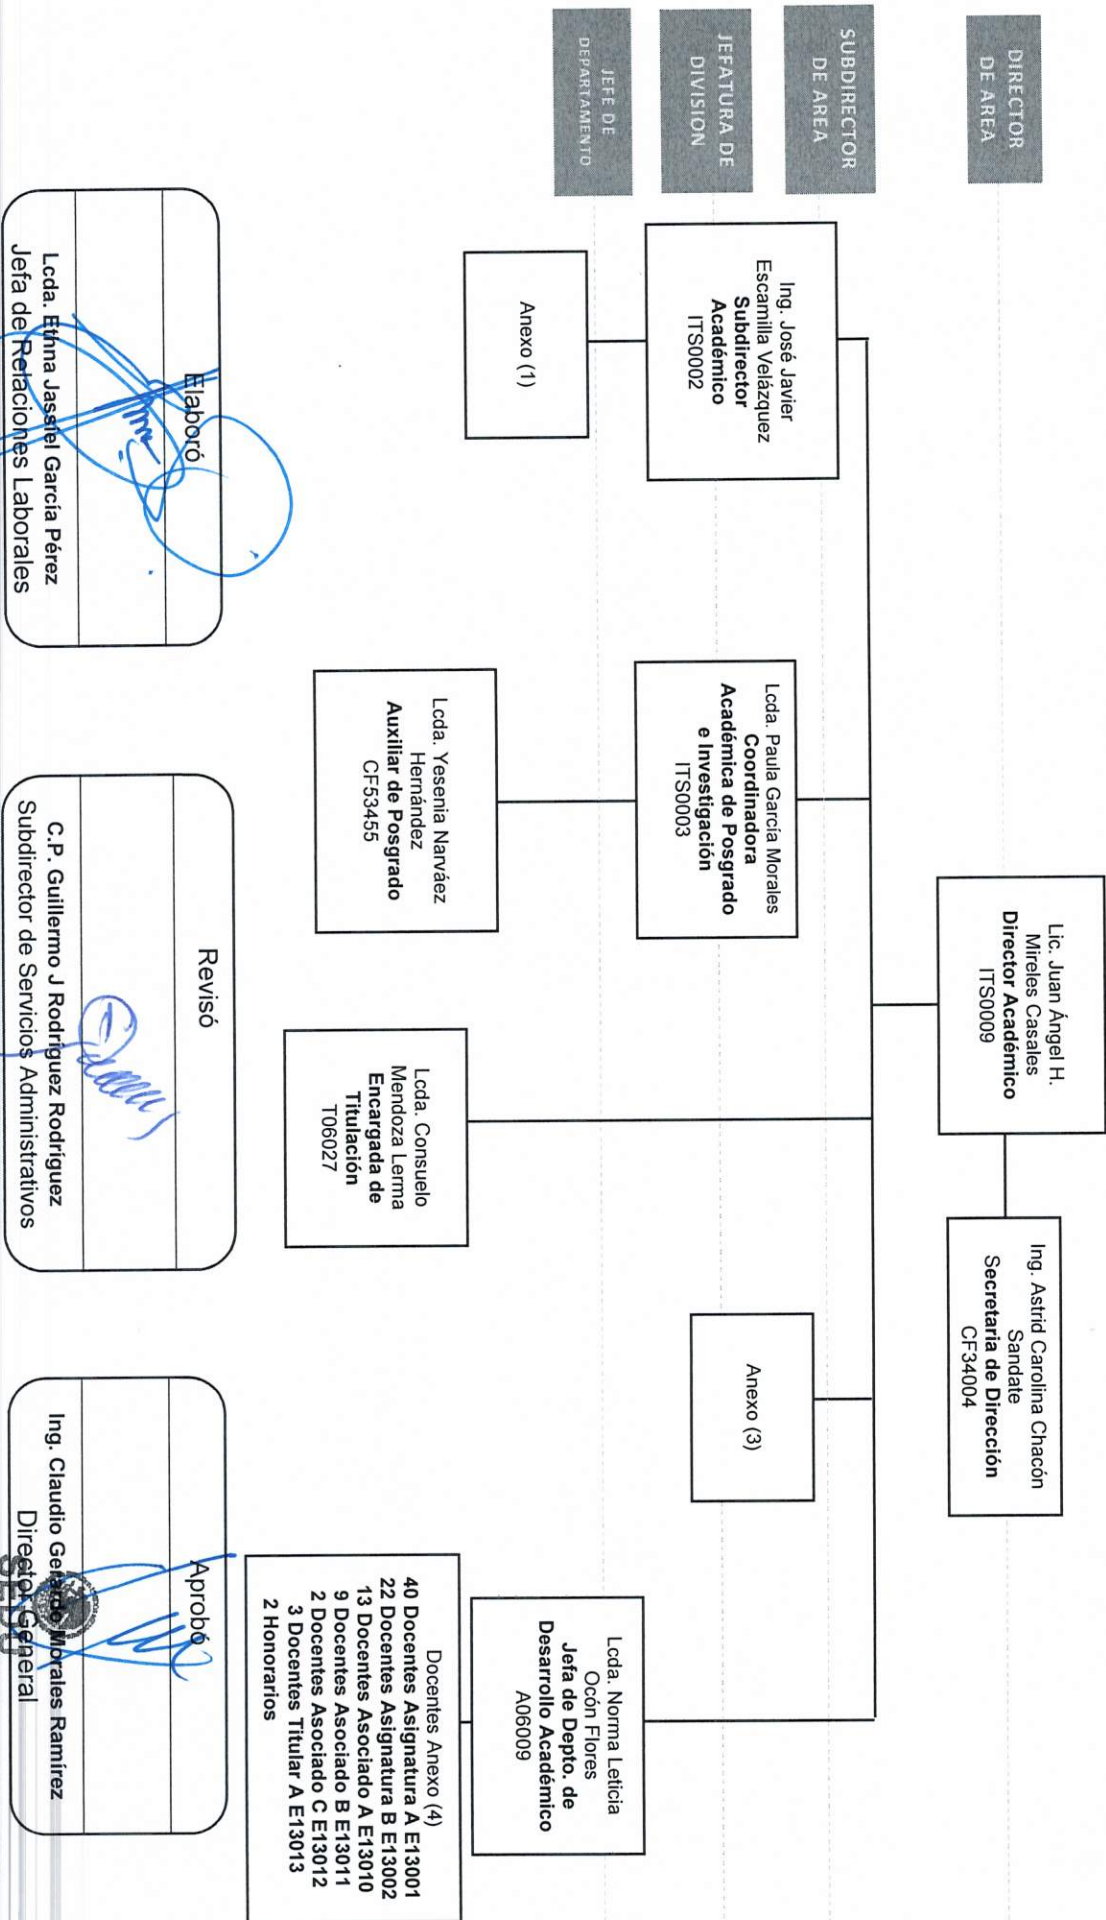 DIRECTOR
DE AREA
SUBDIRECTOR
DE AREA
JEFATURA DE
DIVISION
JEFE DE
DEPARTAMENTO
Lic. Juan Ángel H.
Mireles Casales
Director Académico
ITS0009
Ing. Astrid Carolina Chacón
Sandate
Secretaria de Dirección
CF34004
Ing. José Javier
Escamilla Velázquez
Subdirector
Académico
ITS0002
Anexo (1)
Lcda. Paula García Morales
Coordinadora
Académica de Posgrado
e Investigación
ITS0003
Lcda. Yesenia Narváez
Hernández
Auxiliar de Posgrado
CF53455
Lcda. Consuelo
Mendoza Lerma
Encargada de
Titulación
T06027
Anexo (3)
Lcda. Norma Leticia
Ocón Flores
Jefa de Depto. de
Desarrollo Académico
A06009
Docentes Anexo (4)
40 Docentes Asignatura A E13001
22 Docentes Asignatura B E13002
13 Docentes Asociado A E13010
9 Docentes Asociado B E13011
2 Docentes Asociado C E13012
3 Docentes Titular A E13013
2 Honorarios
Elaboró
Lcda. Ethna Jassiel García Pérez
Jefa de Relaciones Laborales
Revisó
C.P. Guillermo J Rodríguez Rodríguez
Subdirector de Servicios Administrativos
Aprobó
Ing. Claudio Gerardo Morales Ramírez
Director General